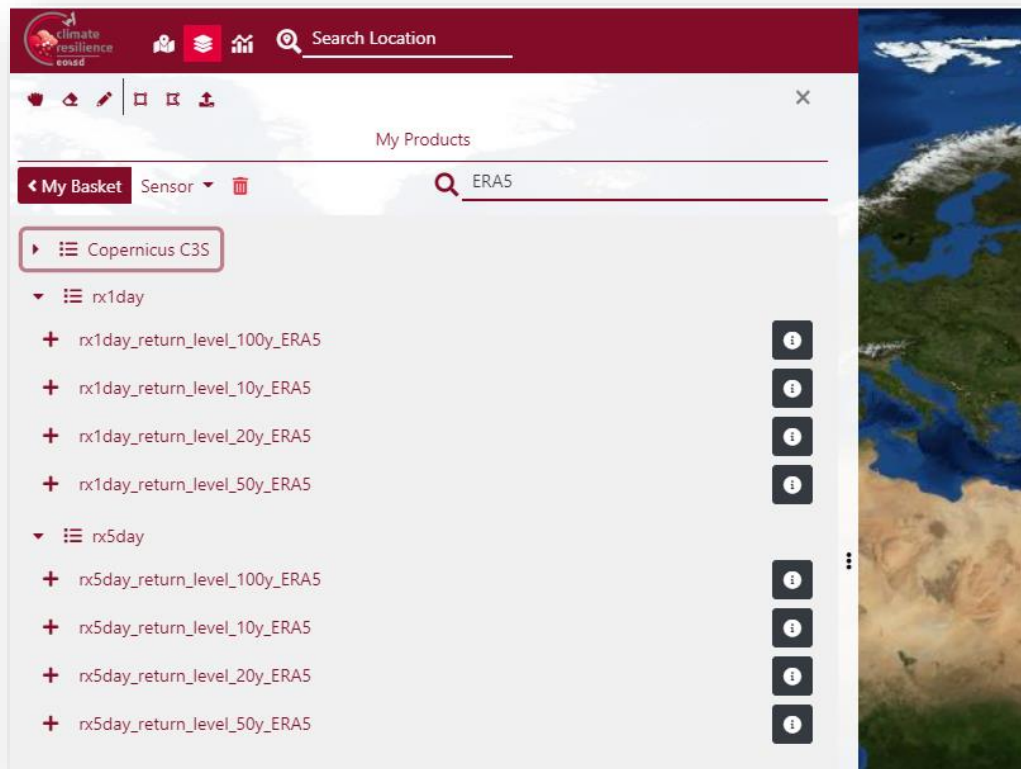 climate
resilience
eo4sd
Search Location
My Products
My Basket Sensor ERA5
Copernicus C3S
rx1day
rx1day_return_level_100y_ERA5
rx1day_return_level_10y_ERA5
rx1day_return_level_20y_ERA5
rx1day_return_level_50y_ERA5
rx5day
rx5day_return_level_100y_ERA5
rx5day_return_level_10y_ERA5
rx5day_return_level_20y_ERA5
rx5day_return_level_50y_ERA5